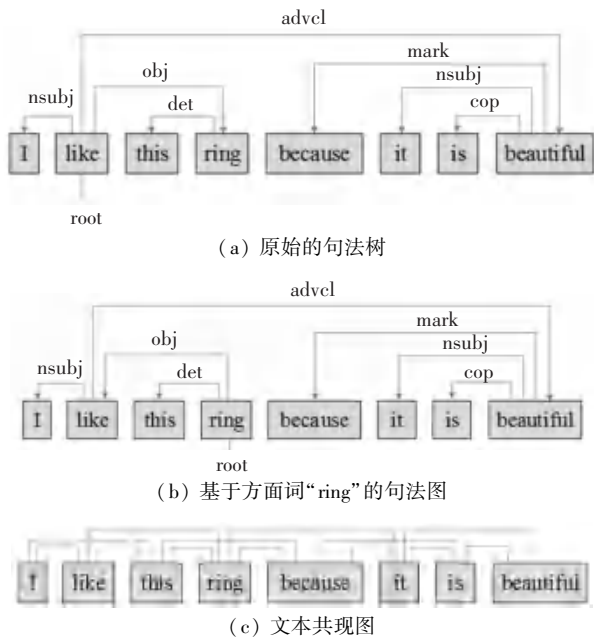 advcl
mark
obj
nsubj
nsubj
det
cop
I like this ring because it is beautiful
root
(a) 原始的句法树
advcl
mark
obj
nsubj
nsubj
det
cop
I like this ring because it is beautiful
root
(b) 基于方面词“ring”的句法图
I like this ring because it is beautiful
(c) 文本共现图